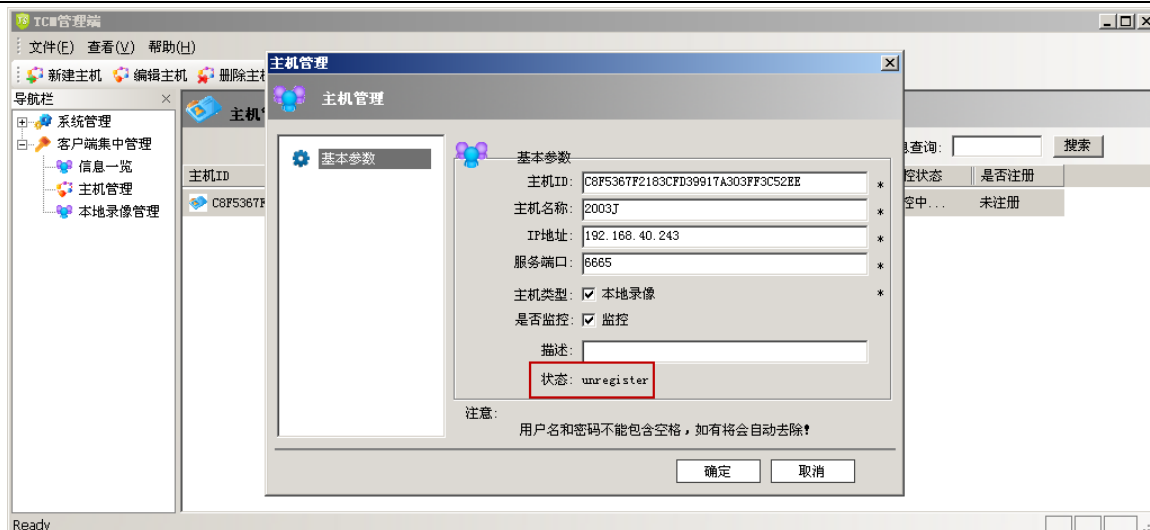 TCM管理端
文件(F) 查看(V) 帮助(H)
新建主机 编辑主机 删除主机
导航栏
系统管理
客户端集中管理
信息一览
主机管理
本地录像管理
主机管理
主机管理
基本参数
基本参数
主机ID: C8F5367F2183CFD39917A303FF3C52EE *
主机名称: 2003J *
IP地址: 192.168.40.243 *
服务端口: 6665 *
主机类型: 本地录像 *
是否监控: 监控
描述:
状态: unregister
注意:
用户名和密码不能包含空格，如有将会自动去除!
确定 取消
主机
查询: 搜索
主机ID 控状态 是否注册
C8F5367F 控中... 未注册
Ready